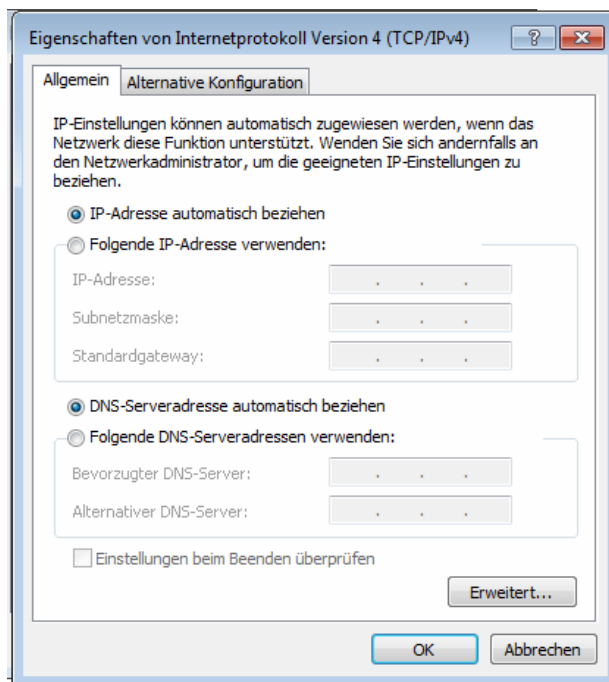 Eigenschaften von Internetprotokoll Version 4 (TCP/IPv4)
Allgemein
Alternative Konfiguration
IP-Einstellungen können automatisch zugewiesen werden, wenn das
Netzwerk diese Funktion unterstützt. Wenden Sie sich andernfalls an
den Netzwerkadministrator, um die geeigneten IP-Einstellungen zu
beziehen.
IP-Adresse automatisch beziehen
Folgende IP-Adresse verwenden:
IP-Adresse:
Subnetzmaske:
Standardgateway:
DNS-Serveradresse automatisch beziehen
Folgende DNS-Serveradressen verwenden:
Bevorzugter DNS-Server:
Alternativer DNS-Server:
Einstellungen beim Beenden überprüfen
Erweitert...
OK
Abbrechen